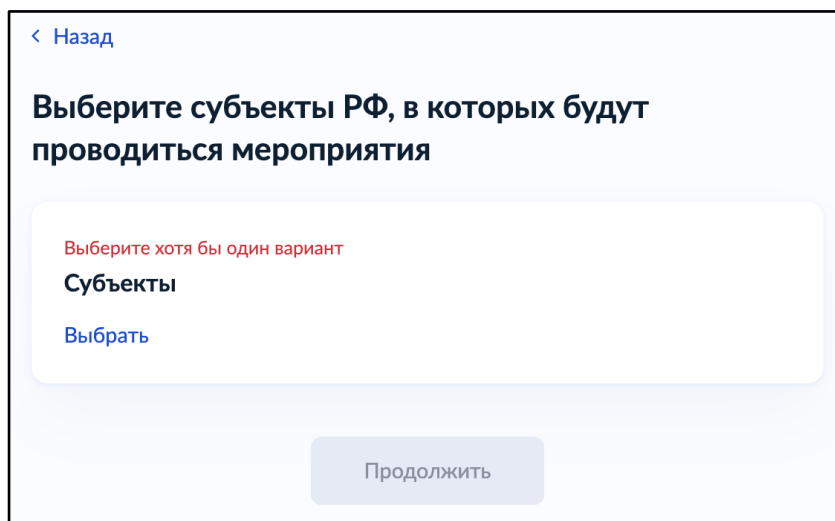 Назад
Выберите субъекты РФ, в которых будут
проводиться мероприятия
Выберите хотя бы один вариант
Субъекты
Выбрать
Продолжить